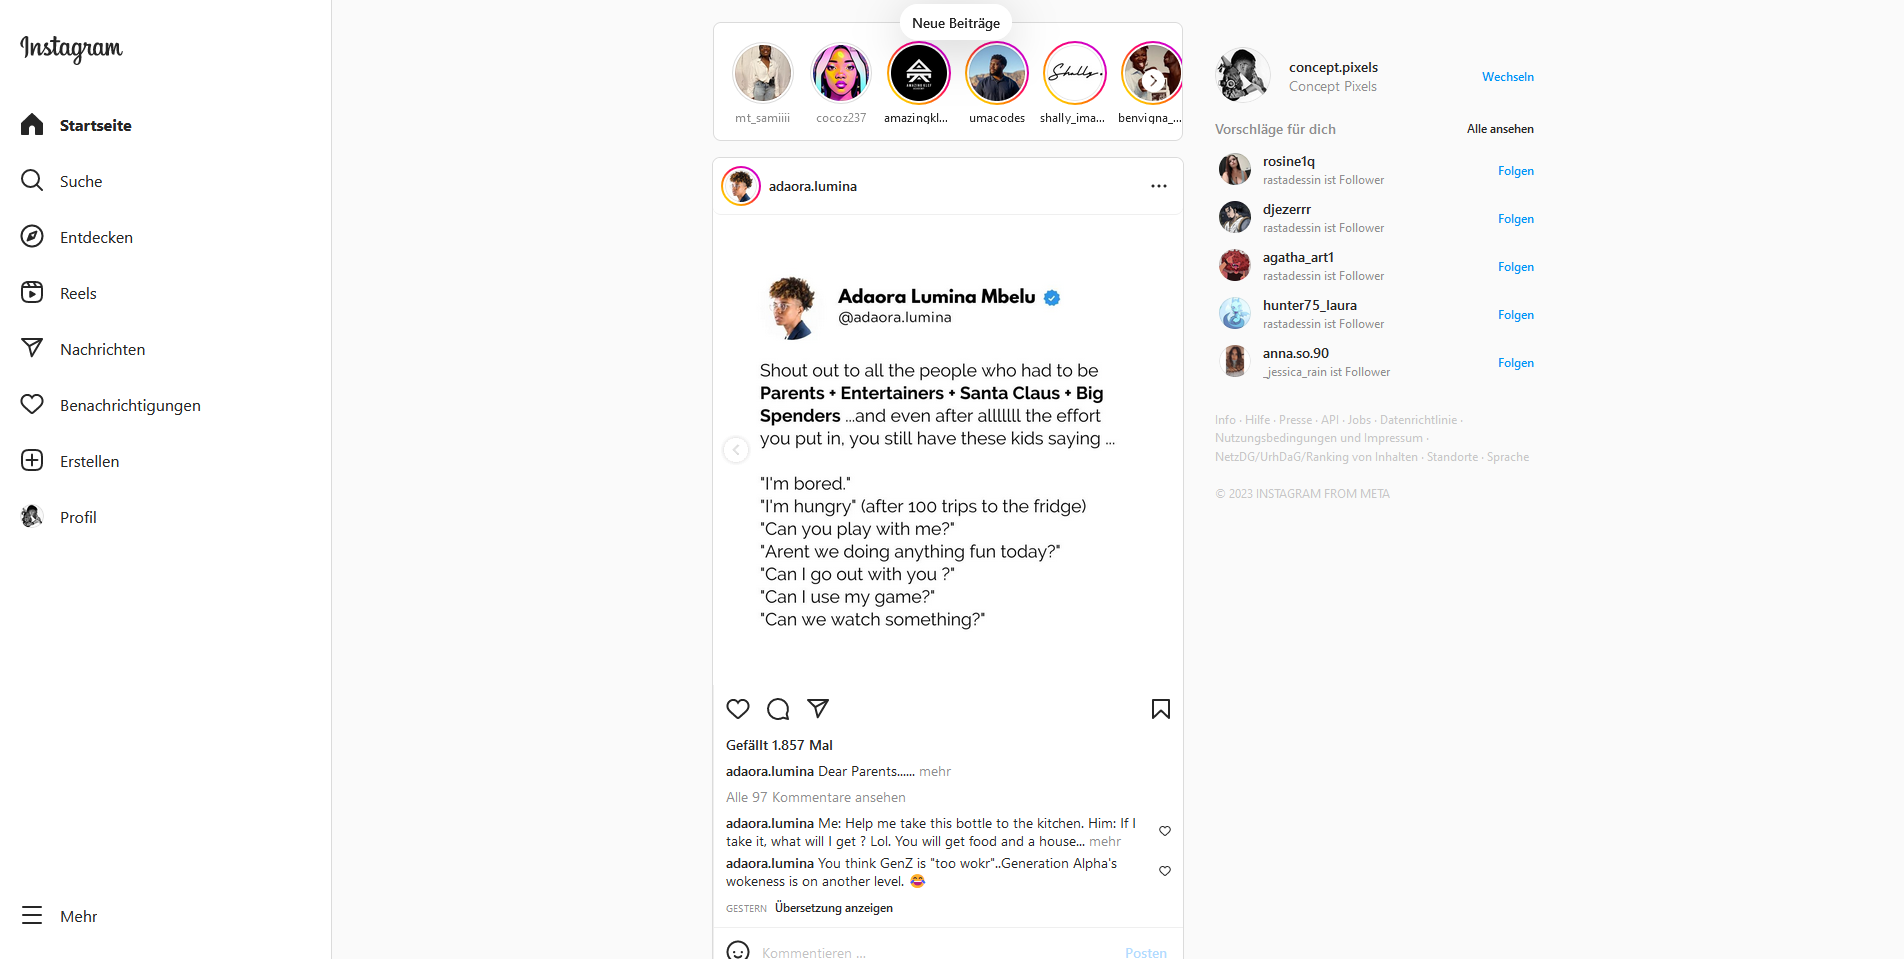 Instagram
Startseite
Suche
Entdecken
Reels
Nachrichten
Benachrichtigungen
Erstellen
Profil
Mehr
Neue Beiträge
mt_samiiii
cocoz237
amazingkl...
umacodes
Shally.
shally_ima...
benvigna_...
adaora.lumina
Adaora Lumina Mbelu
@adaora.lumina
Shout out to all the people who had to be
Parents + Entertainers + Santa Claus + Big
Spenders ...and even after alllllll the effort
you put in, you still have these kids saying ...
"I'm bored."
"I'm hungry" (after 100 trips to the fridge)
"Can you play with me?"
"Arent we doing anything fun today?"
"Can I go out with you ?"
"Can I use my game?"
"Can we watch something?"
Gefällt 1.857 Mal
adaora.lumina Dear Parents...... mehr
Alle 97 Kommentare ansehen
adaora.lumina Me: Help me take this bottle to the kitchen. Him: If I
take it, what will I get ? Lol. You will get food and a house... mehr
adaora.lumina You think GenZ is "too wokr"..Generation Alpha's
wokeness is on another level. 😂
GESTERN Übersetzung anzeigen
Kommentieren ... Posten
concept.pixels
Concept Pixels
Wechseln
Vorschläge für dich Alle ansehen
rosine1q
rastadessin ist Follower
Folgen
djezerrr
rastadessin ist Follower
Folgen
agatha_art1
rastadessin ist Follower
Folgen
hunter75_laura
rastadessin ist Follower
Folgen
anna.so.90
_jessica_rain ist Follower
Folgen
Info · Hilfe · Presse · API · Jobs · Datenrichtlinie ·
Nutzungsbedingungen und Impressum ·
NetzDG/UrhDaG/Ranking von Inhalten · Standorte · Sprache
© 2023 INSTAGRAM FROM META